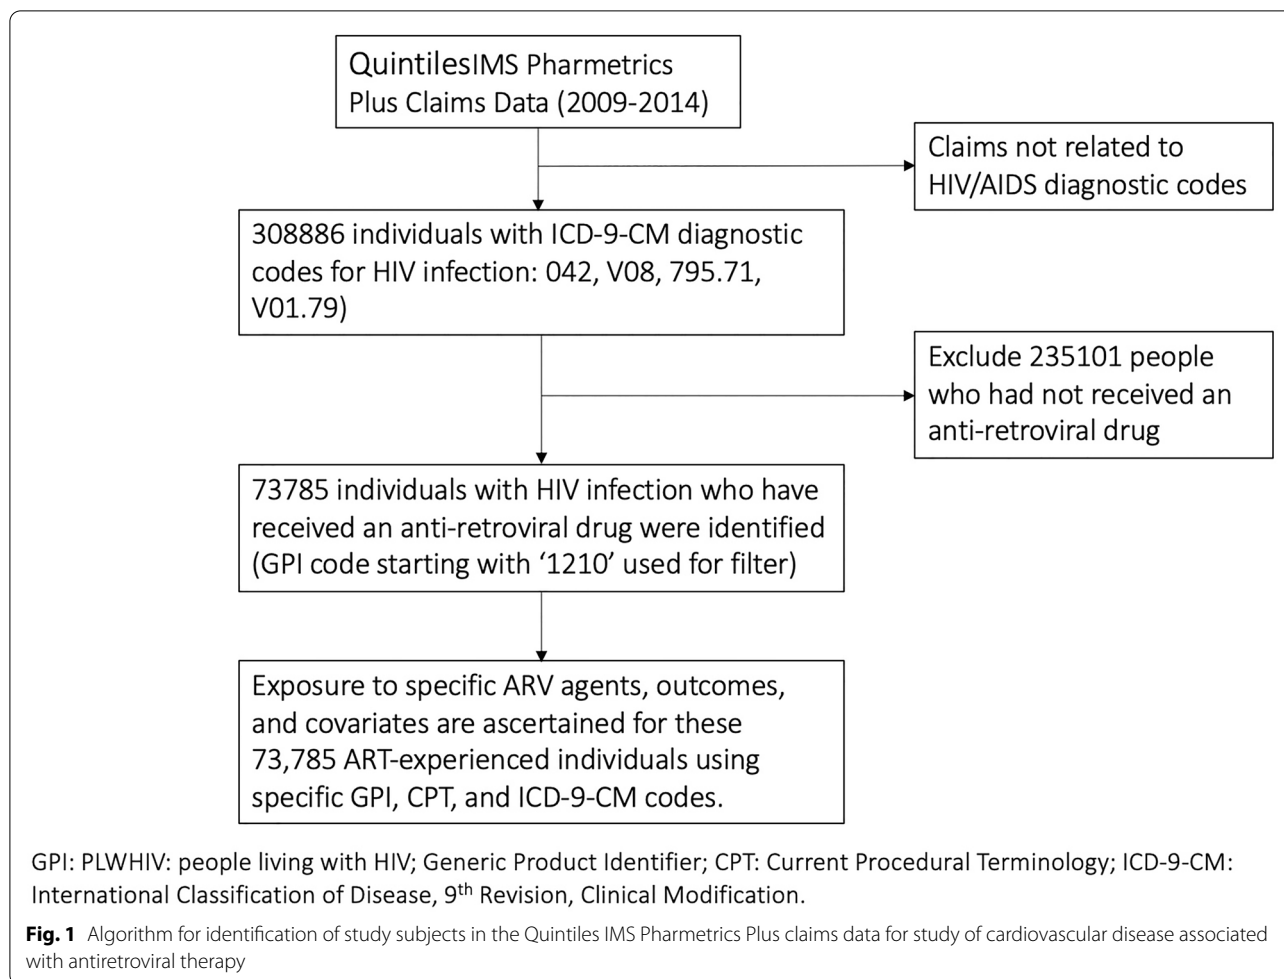 QuintilesIMS Pharmetrics
Plus Claims Data (2009-2014)
Claims not related to
HIV/AIDS diagnostic codes
308886 individuals with ICD-9-CM diagnostic
codes for HIV infection: 042, V08, 795.71,
V01.79)
Exclude 235101 people
who had not received an
anti-retroviral drug
73785 individuals with HIV infection who have
received an anti-retroviral drug were identified
(GPI code starting with ‘1210’ used for filter)
Exposure to specific ARV agents, outcomes,
and covariates are ascertained for these
73,785 ART-experienced individuals using
specific GPI, CPT, and ICD-9-CM codes.
GPI: PLWHIV: people living with HIV; Generic Product Identifier; CPT: Current Procedural Terminology; ICD-9-CM:
International Classification of Disease, 9th Revision, Clinical Modification.
Fig. 1 Algorithm for identification of study subjects in the Quintiles IMS Pharmetrics Plus claims data for study of cardiovascular disease associated
with antiretroviral therapy